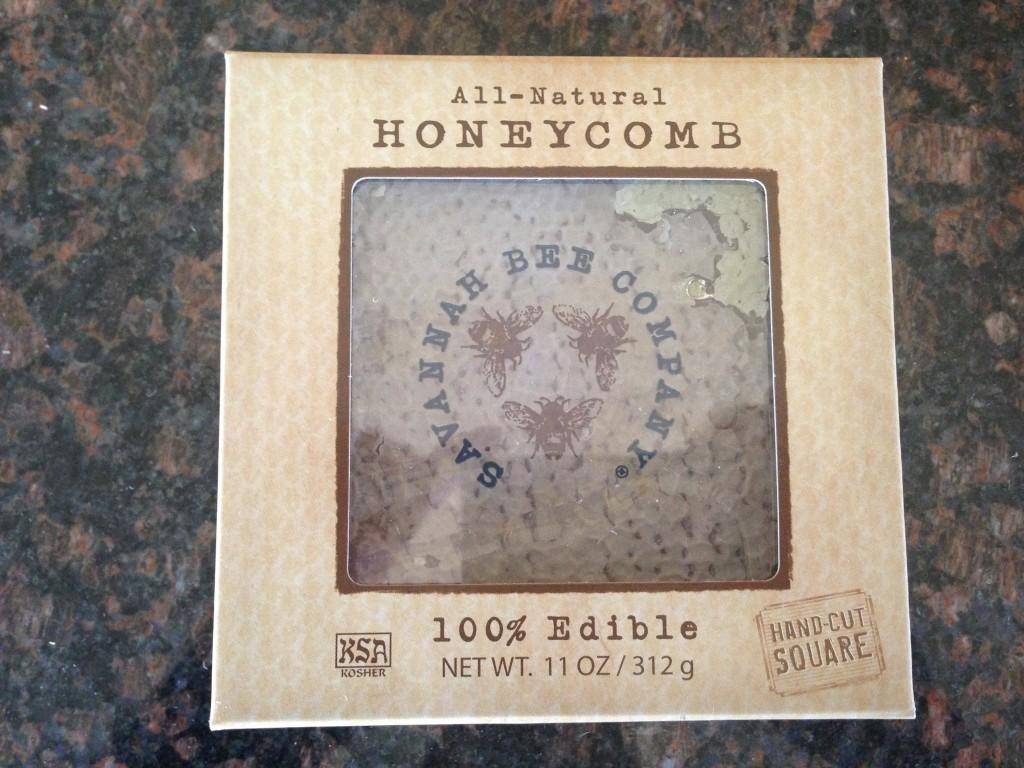 All-Natural
HONEYCOMB
SAVANNAH BEE COMPANY®
100% Edible
NET WT. 11 OZ / 312 g
KSA
KOSHER
HAND-CUT
SQUARE